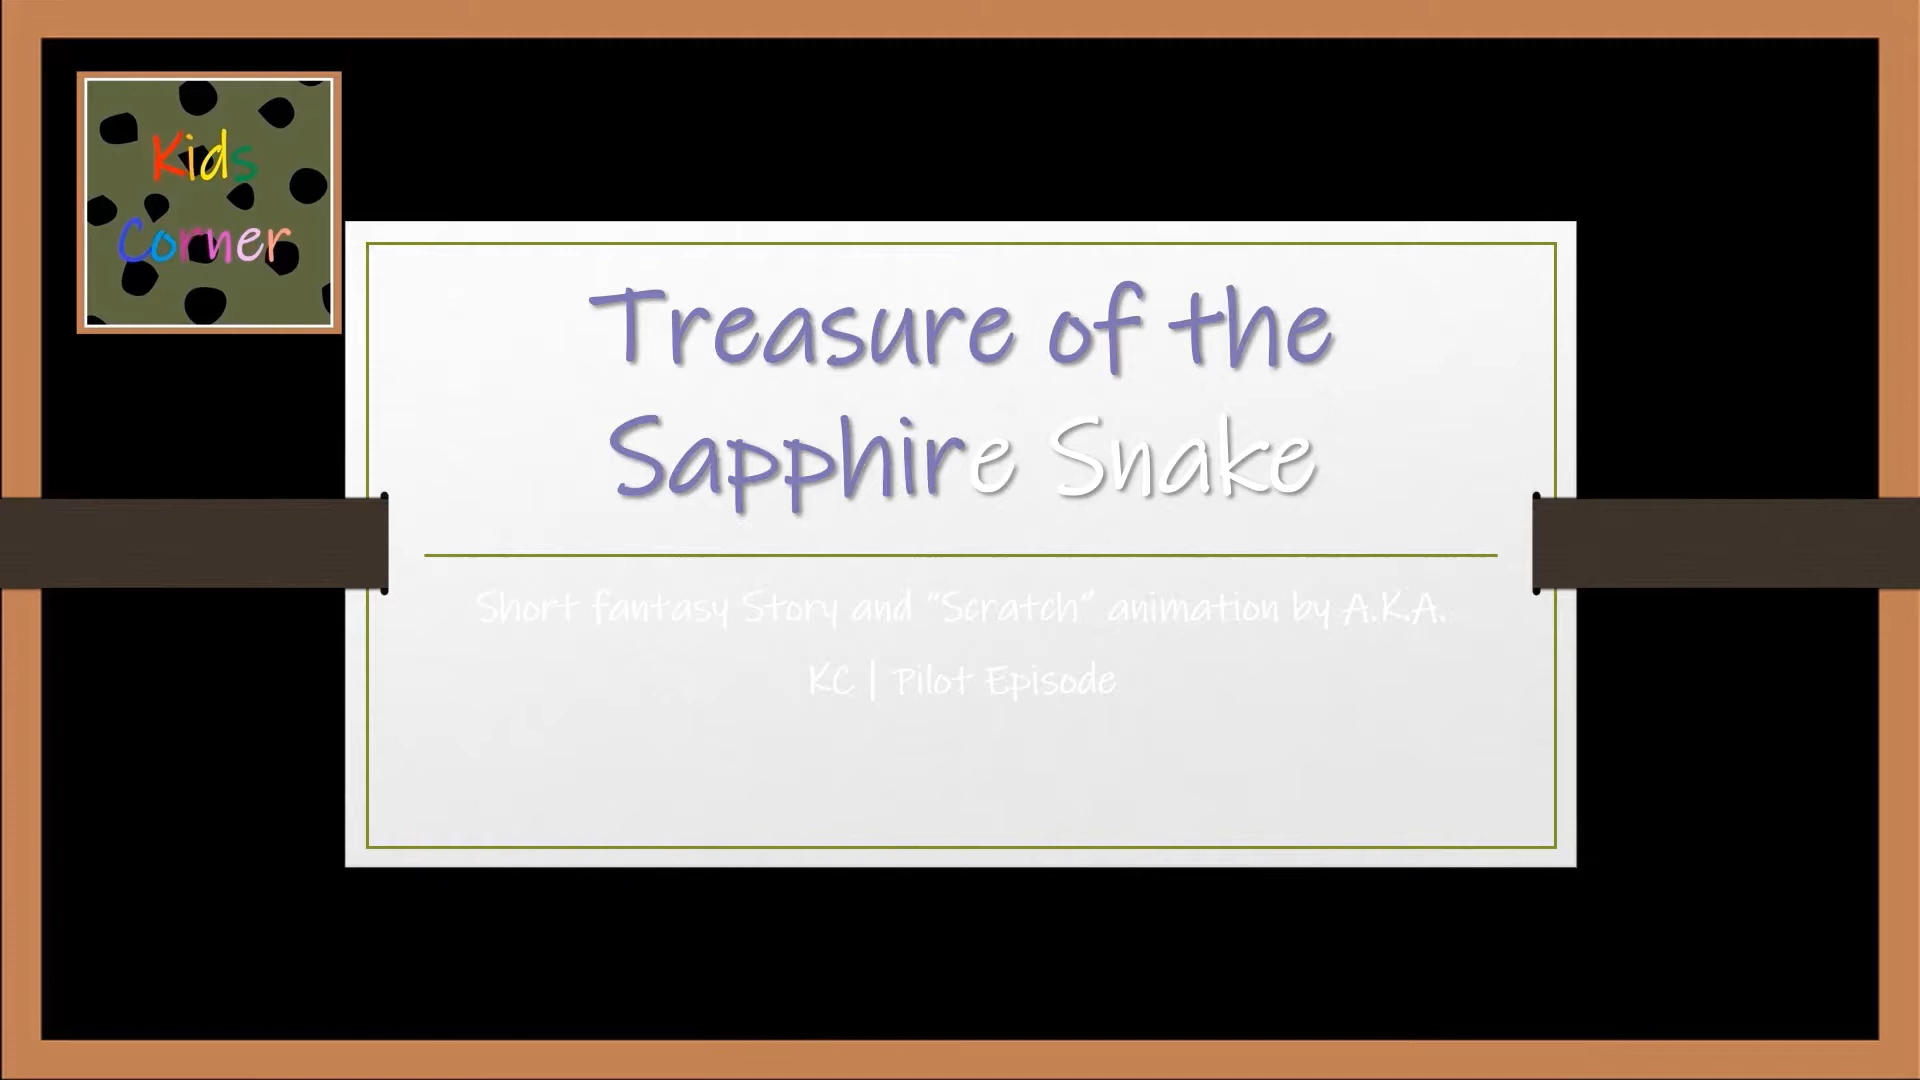 Kids
Corner
Treasure of the
Sapphire Snake
Short fantasy Story and "Scratch" animation by A.K.A.
KC | Pilot Episode